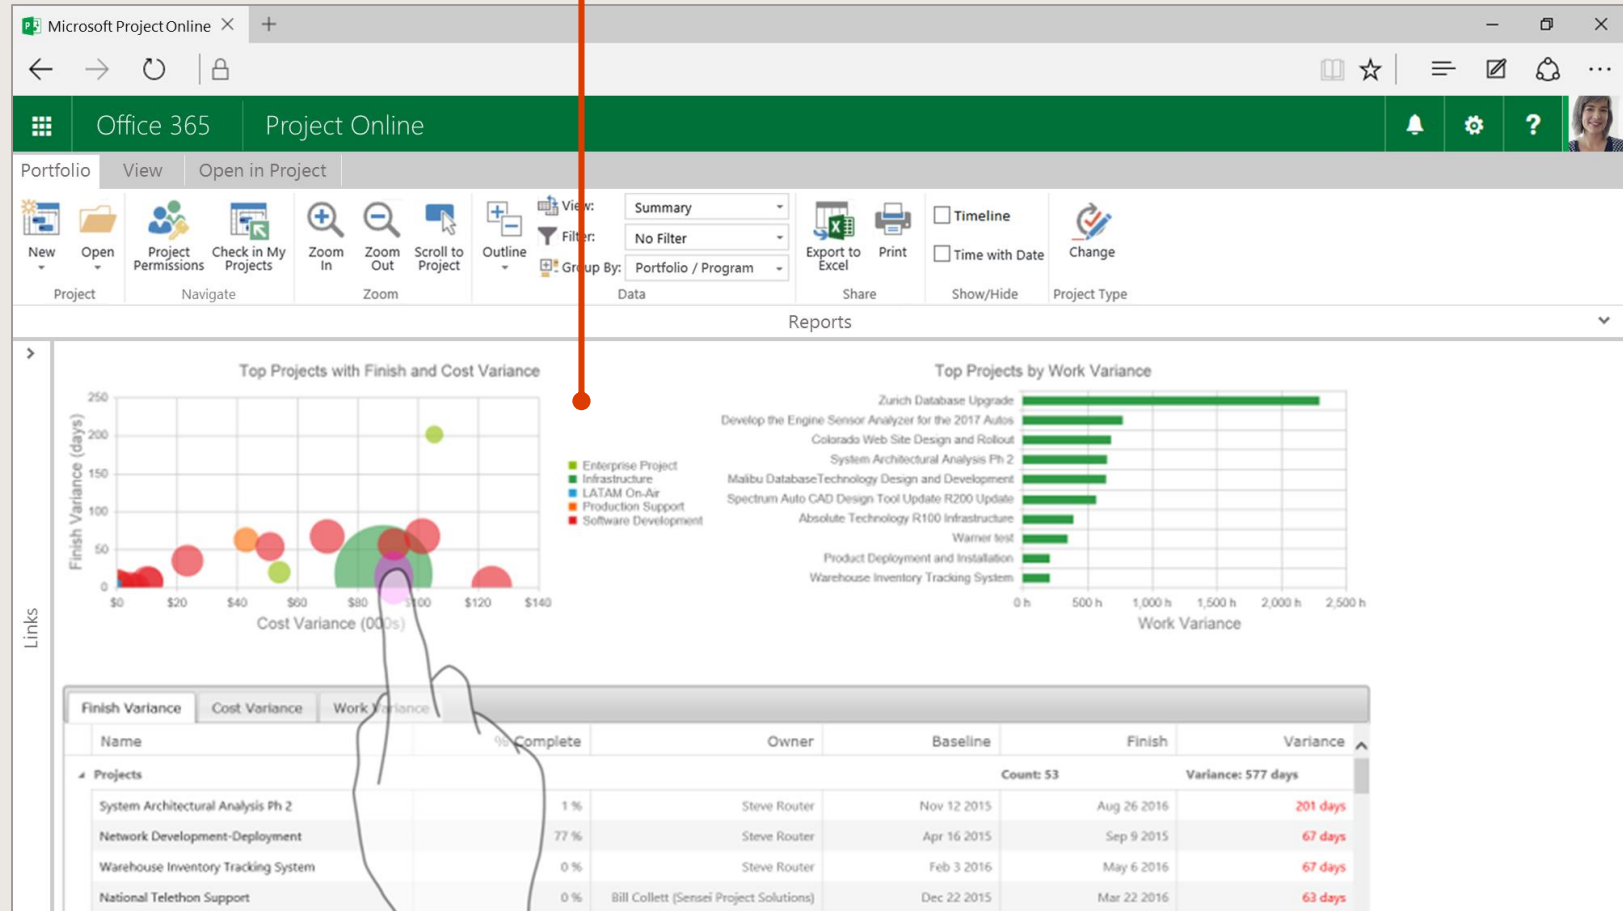 Microsoft Project Online
Office 365 Project Online
Portfolio View Open in Project
New Open Project Permissions Check in My Projects Zoom In Zoom Out Scroll to Project Outline
View: Summary
Filter: No Filter
Group By: Portfolio / Program
Export to Excel Print
Timeline
Time with Date
Change
Project Navigate Zoom Data Share Show/Hide Project Type
Reports
Links
Top Projects with Finish and Cost Variance
Finish Variance (days)
250
200
150
100
50
0
$0 $20 $40 $60 $80 $100 $120 $140
Cost Variance (000s)
Enterprise Project
Infrastructure
LATAM On-Air
Production Support
Software Development
Top Projects by Work Variance
Zurich Database Upgrade
Develop the Engine Sensor Analyzer for the 2017 Autos
Colorado Web Site Design and Rollout
System Architectural Analysis Ph 2
Malibu DatabaseTechnology Design and Development
Spectrum Auto CAD Design Tool Update R200 Update
Absolute Technology R100 Infrastructure
Warner test
Product Deployment and Installation
Warehouse Inventory Tracking System
0 h 500 h 1,000 h 1,500 h 2,000 h 2,500 h
Work Variance
Finish Variance Cost Variance Work Variance
Name % Complete Owner Baseline Finish Variance
Projects Count: 53 Variance: 577 days
System Architectural Analysis Ph 2 1 % Steve Router Nov 12 2015 Aug 26 2016 201 days
Network Development-Deployment 77 % Steve Router Apr 16 2015 Sep 9 2015 67 days
Warehouse Inventory Tracking System 0 % Steve Router Feb 3 2016 May 6 2016 67 days
National Telethon Support 0 % Bill Collett (Sensei Project Solutions) Dec 22 2015 Mar 22 2016 63 days